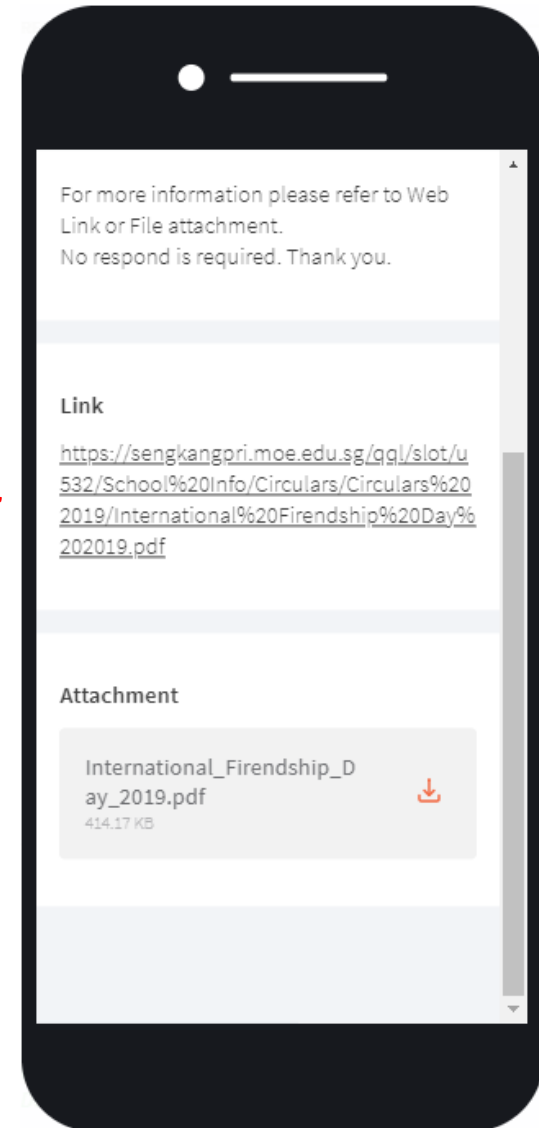 For more information please refer to Web
Link or File attachment.
No respond is required. Thank you.
Link
https://sengkangpri.moe.edu.sg/qql/slot/u
532/School%20Info/Circulars/Circulars%20
2019/International%20Firendship%20Day%
202019.pdf
Attachment
International_Firendship_D
ay_2019.pdf
414.17 KB